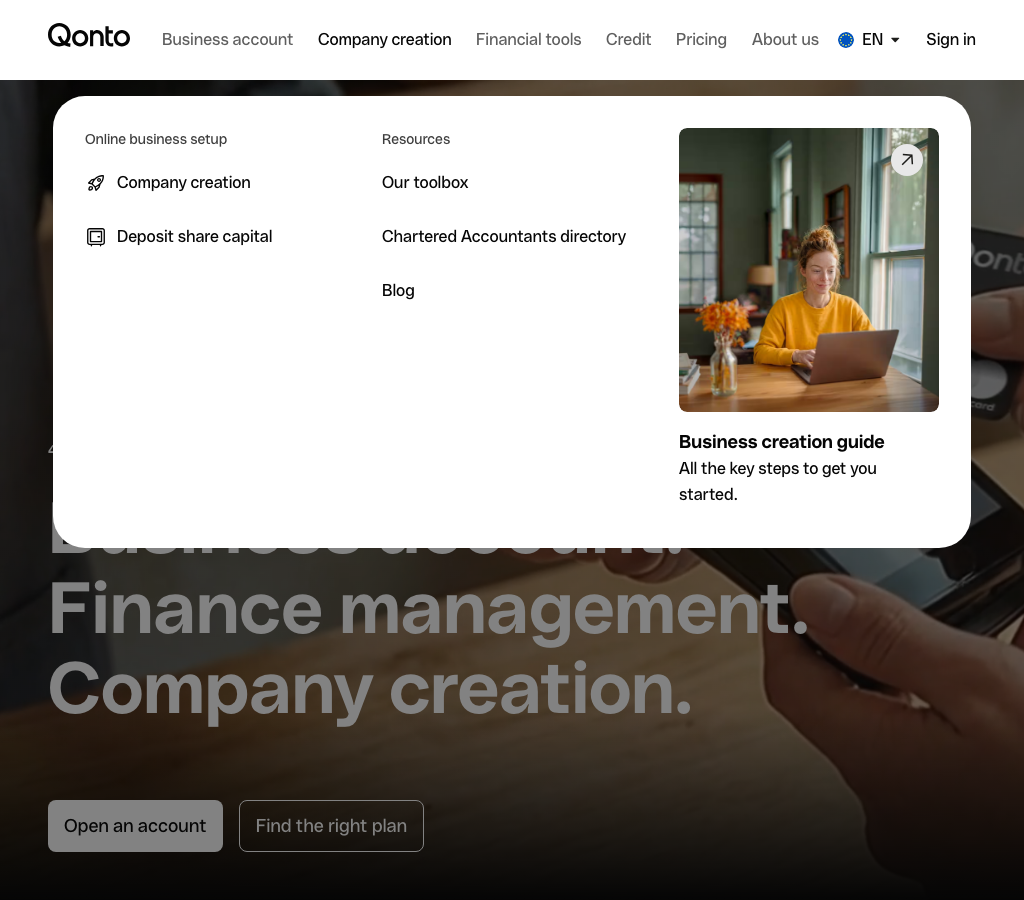 Qonto
Business account
Company creation
Financial tools
Credit
Pricing
About us
EN
Sign in
Online business setup
Company creation
Deposit share capital
Resources
Our toolbox
Chartered Accountants directory
Blog
Business creation guide
All the key steps to get you
started.
Business account.
Finance management.
Company creation.
Open an account
Find the right plan